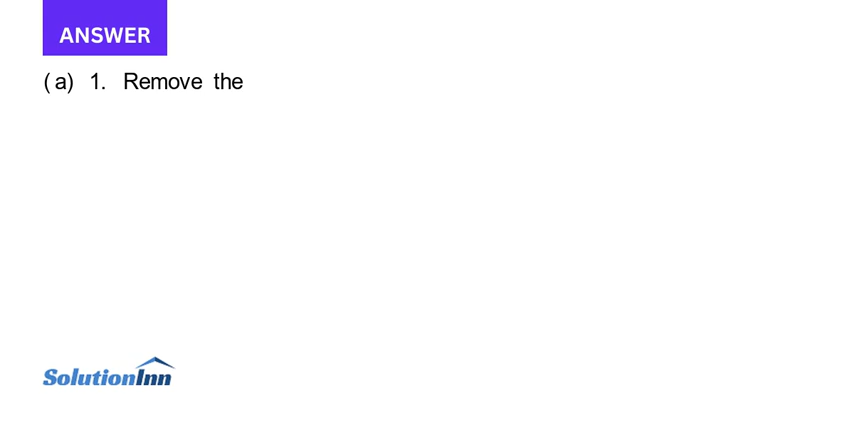 ANSWER
( a) 1. Remove the
SolutionInn